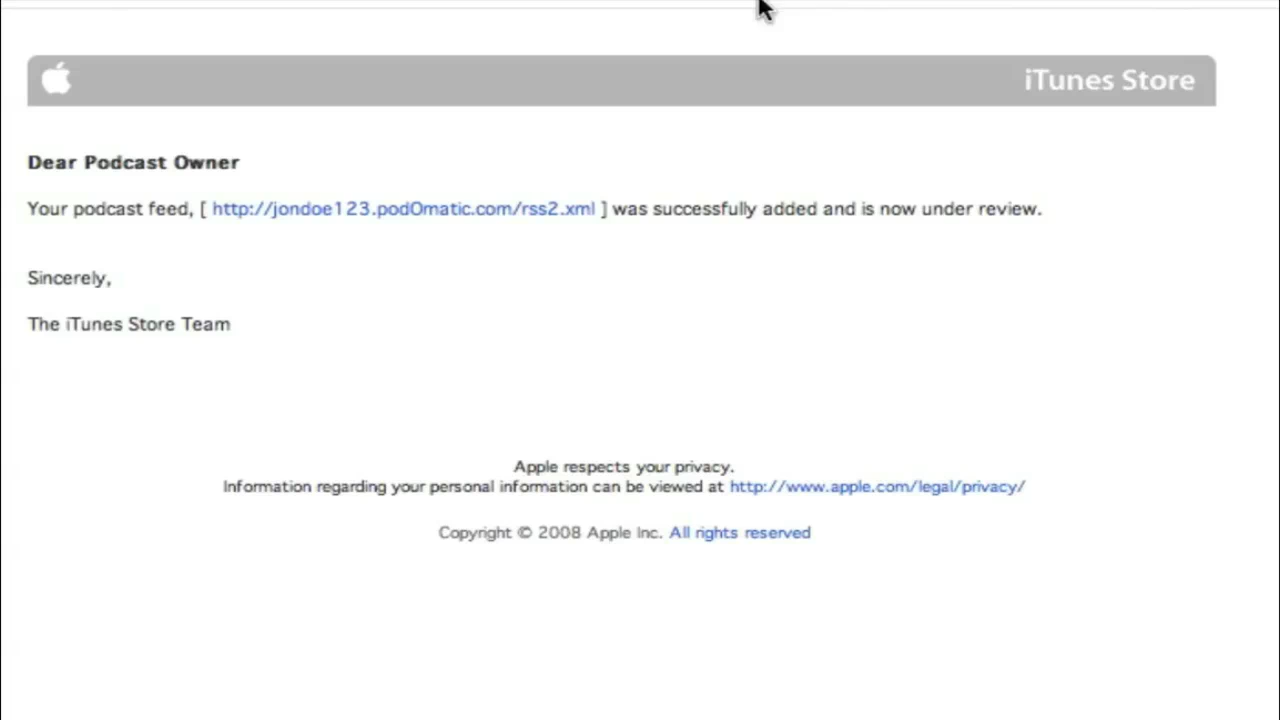 iTunes Store
Dear Podcast Owner
Your podcast feed, [ http://jondoe123.podOmatic.com/rss2.xml ] was successfully added and is now under review.
Sincerely,
The iTunes Store Team
Apple respects your privacy.
Information regarding your personal information can be viewed at http://www.apple.com/legal/privacy/
Copyright © 2008 Apple Inc. All rights reserved